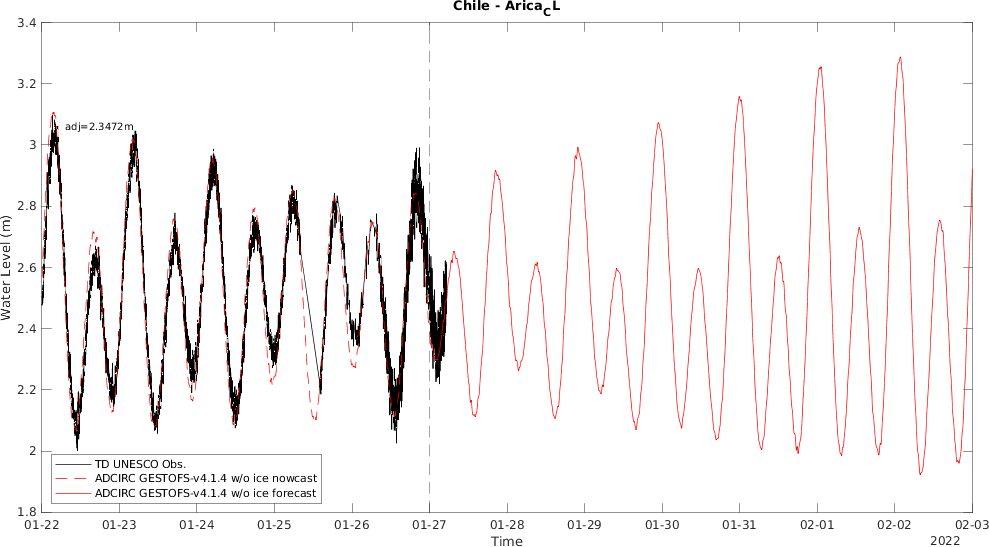 Chile - Arica_CL
3.4
3.2
3
2.8
2.6
2.4
2.2
2
1.8
Water Level (m)
adj=2.3472m
TD UNESCO Obs.
ADCIRC GESTOFS-v4.1.4 w/o ice nowcast
ADCIRC GESTOFS-v4.1.4 w/o ice forecast
01-22 01-23 01-24 01-25 01-26 01-27 01-28 01-29 01-30 01-31 02-01 02-02 02-03
Time
2022